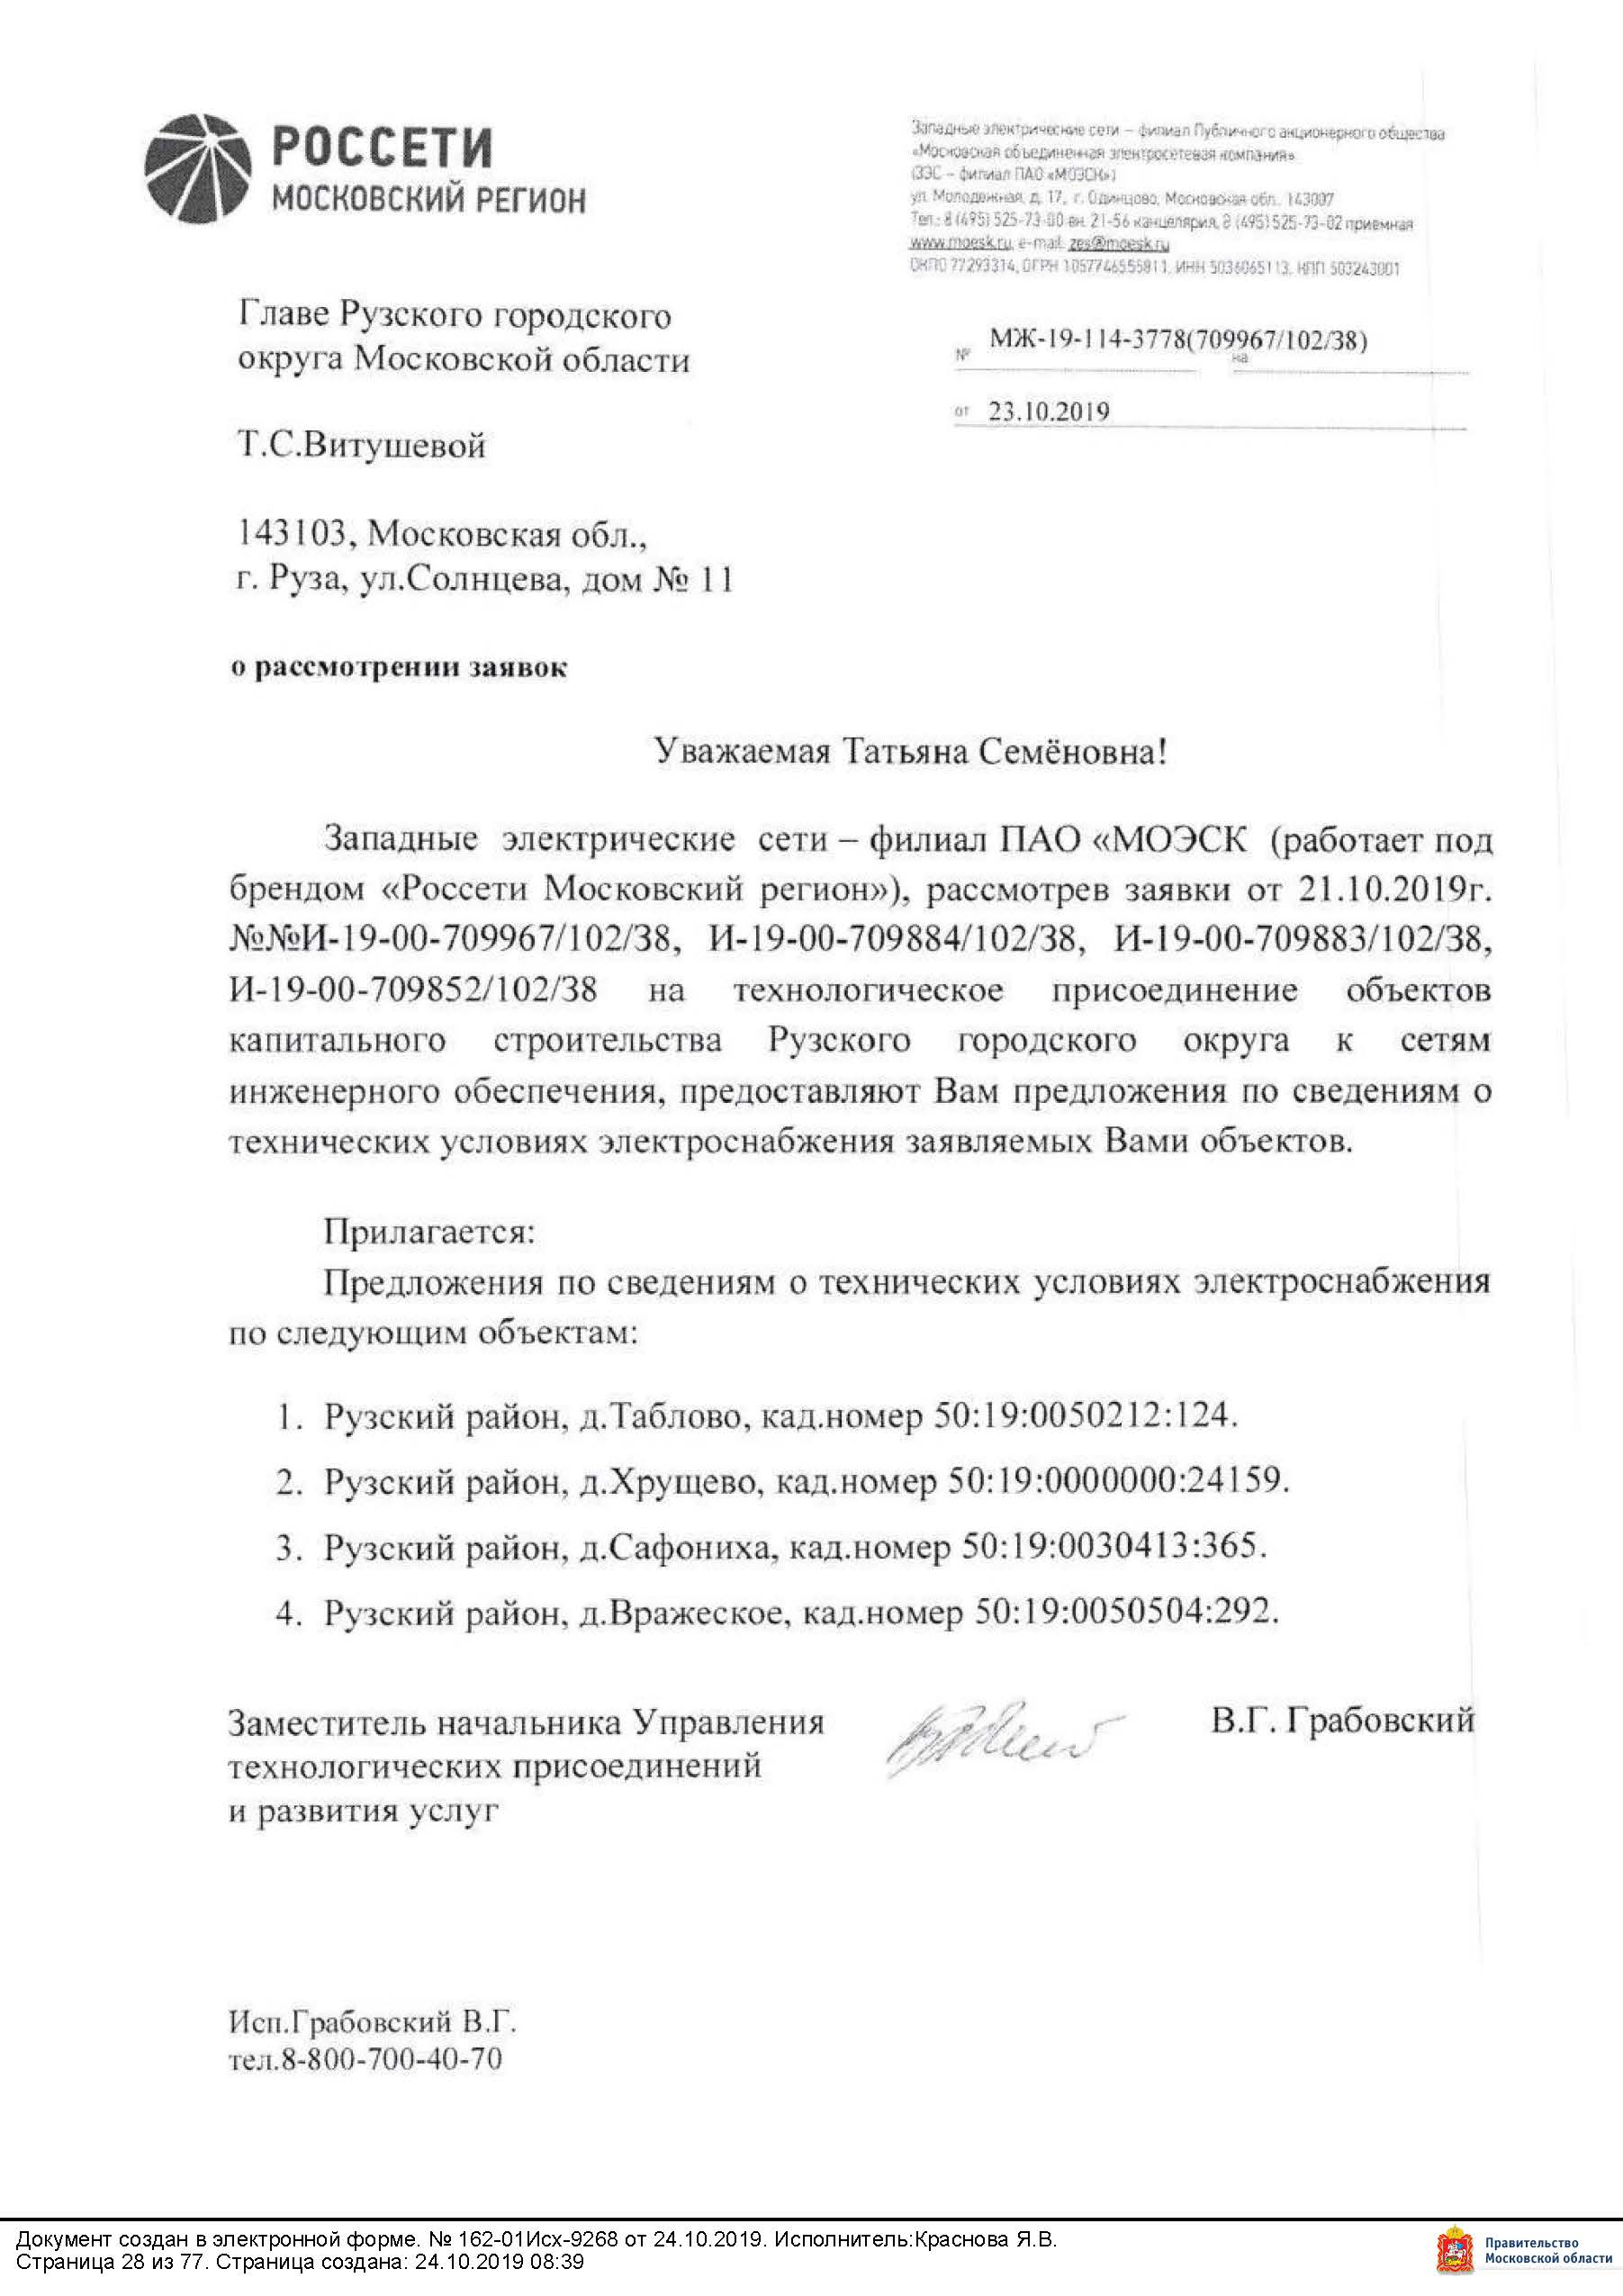 РОССЕТИ
МОСКОВСКИЙ РЕГИОН
Западные электрические сети – филиал Публичного акционерного общества
«Московская объединенная электросетевая компания»
(ЗЭС – филиал ПАО «МОЭСК»)
ул. Молодежная, д. 17, г. Одинцово, Московская обл., 143007
Тел.: 8 (495) 525-73-00 вн. 21-56 канцелярия, 8 (495) 525-73-02 приемная
www.moesk.ru, e-mail: zes@moesk.ru
ОКПО 77293314, ОГРН 1057746555811, ИНН 5036065113, КПП 503243001
Главе Рузского городского
округа Московской области
№ МЖ-19-114-3778(709967/102/38)
на
от 23.10.2019
Т.С.Витушевой
143103, Московская обл.,
г. Руза, ул.Солнцева, дом № 11
о рассмотрении заявок
Уважаемая Татьяна Семёновна!
Западные электрические сети – филиал ПАО «МОЭСК (работает под
брендом «Россети Московский регион»), рассмотрев заявки от 21.10.2019г.
№№И-19-00-709967/102/38, И-19-00-709884/102/38, И-19-00-709883/102/38,
И-19-00-709852/102/38 на технологическое присоединение объектов
капитального строительства Рузского городского округа к сетям
инженерного обеспечения, предоставляют Вам предложения по сведениям о
технических условиях электроснабжения заявляемых Вами объектов.
Прилагается:
Предложения по сведениям о технических условиях электроснабжения
по следующим объектам:
1. Рузский район, д.Таблово, кад.номер 50:19:0050212:124.
2. Рузский район, д.Хрущево, кад.номер 50:19:0000000:24159.
3. Рузский район, д.Сафониха, кад.номер 50:19:0030413:365.
4. Рузский район, д.Вражеское, кад.номер 50:19:0050504:292.
Заместитель начальника Управления
технологических присоединений
и развития услуг
В.Г. Грабовский
Исп.Грабовский В.Г.
тел.8-800-700-40-70
Документ создан в электронной форме. № 162-01Исх-9268 от 24.10.2019. Исполнитель:Краснова Я.В.
Страница 28 из 77. Страница создана: 24.10.2019 08:39
Правительство
Московской области